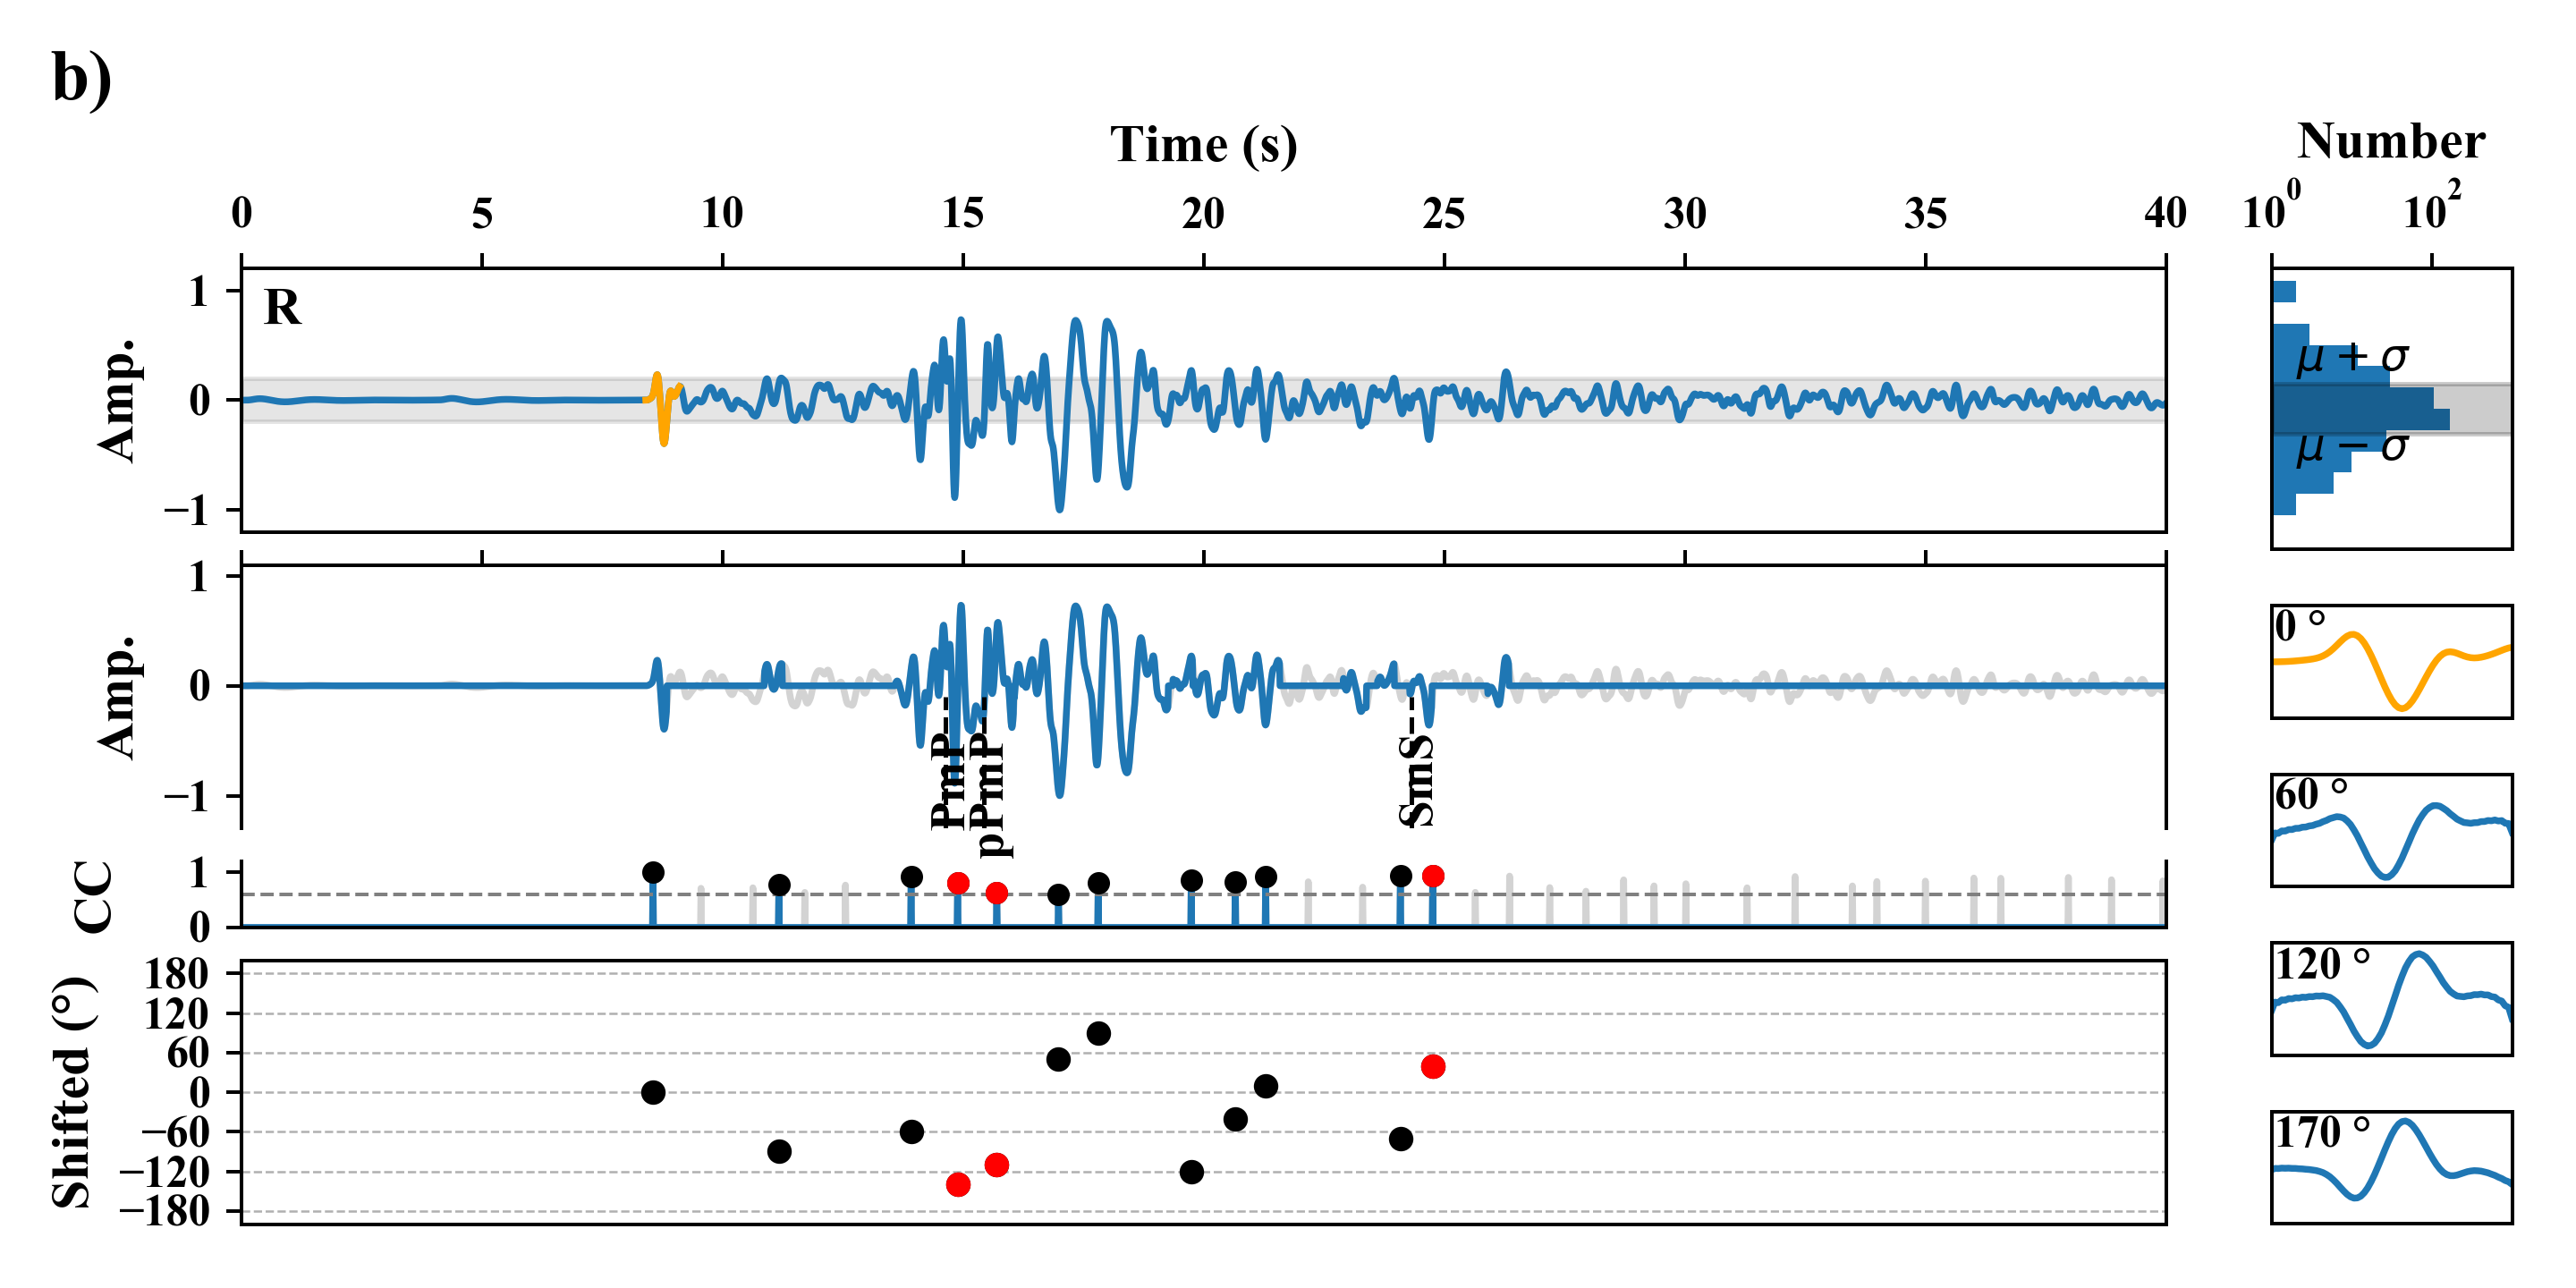 b)
Time (s)
Number
0 5 10 15 20 25 30 35 40
10^0 10^2
R
Amp.
1
0
−1
μ + σ
μ − σ
Amp.
1
0
−1
PmP
pPmP
SmS
CC
1
0
Shifted (°)
180
120
60
0
−60
−120
−180
0 °
60 °
120 °
170 °